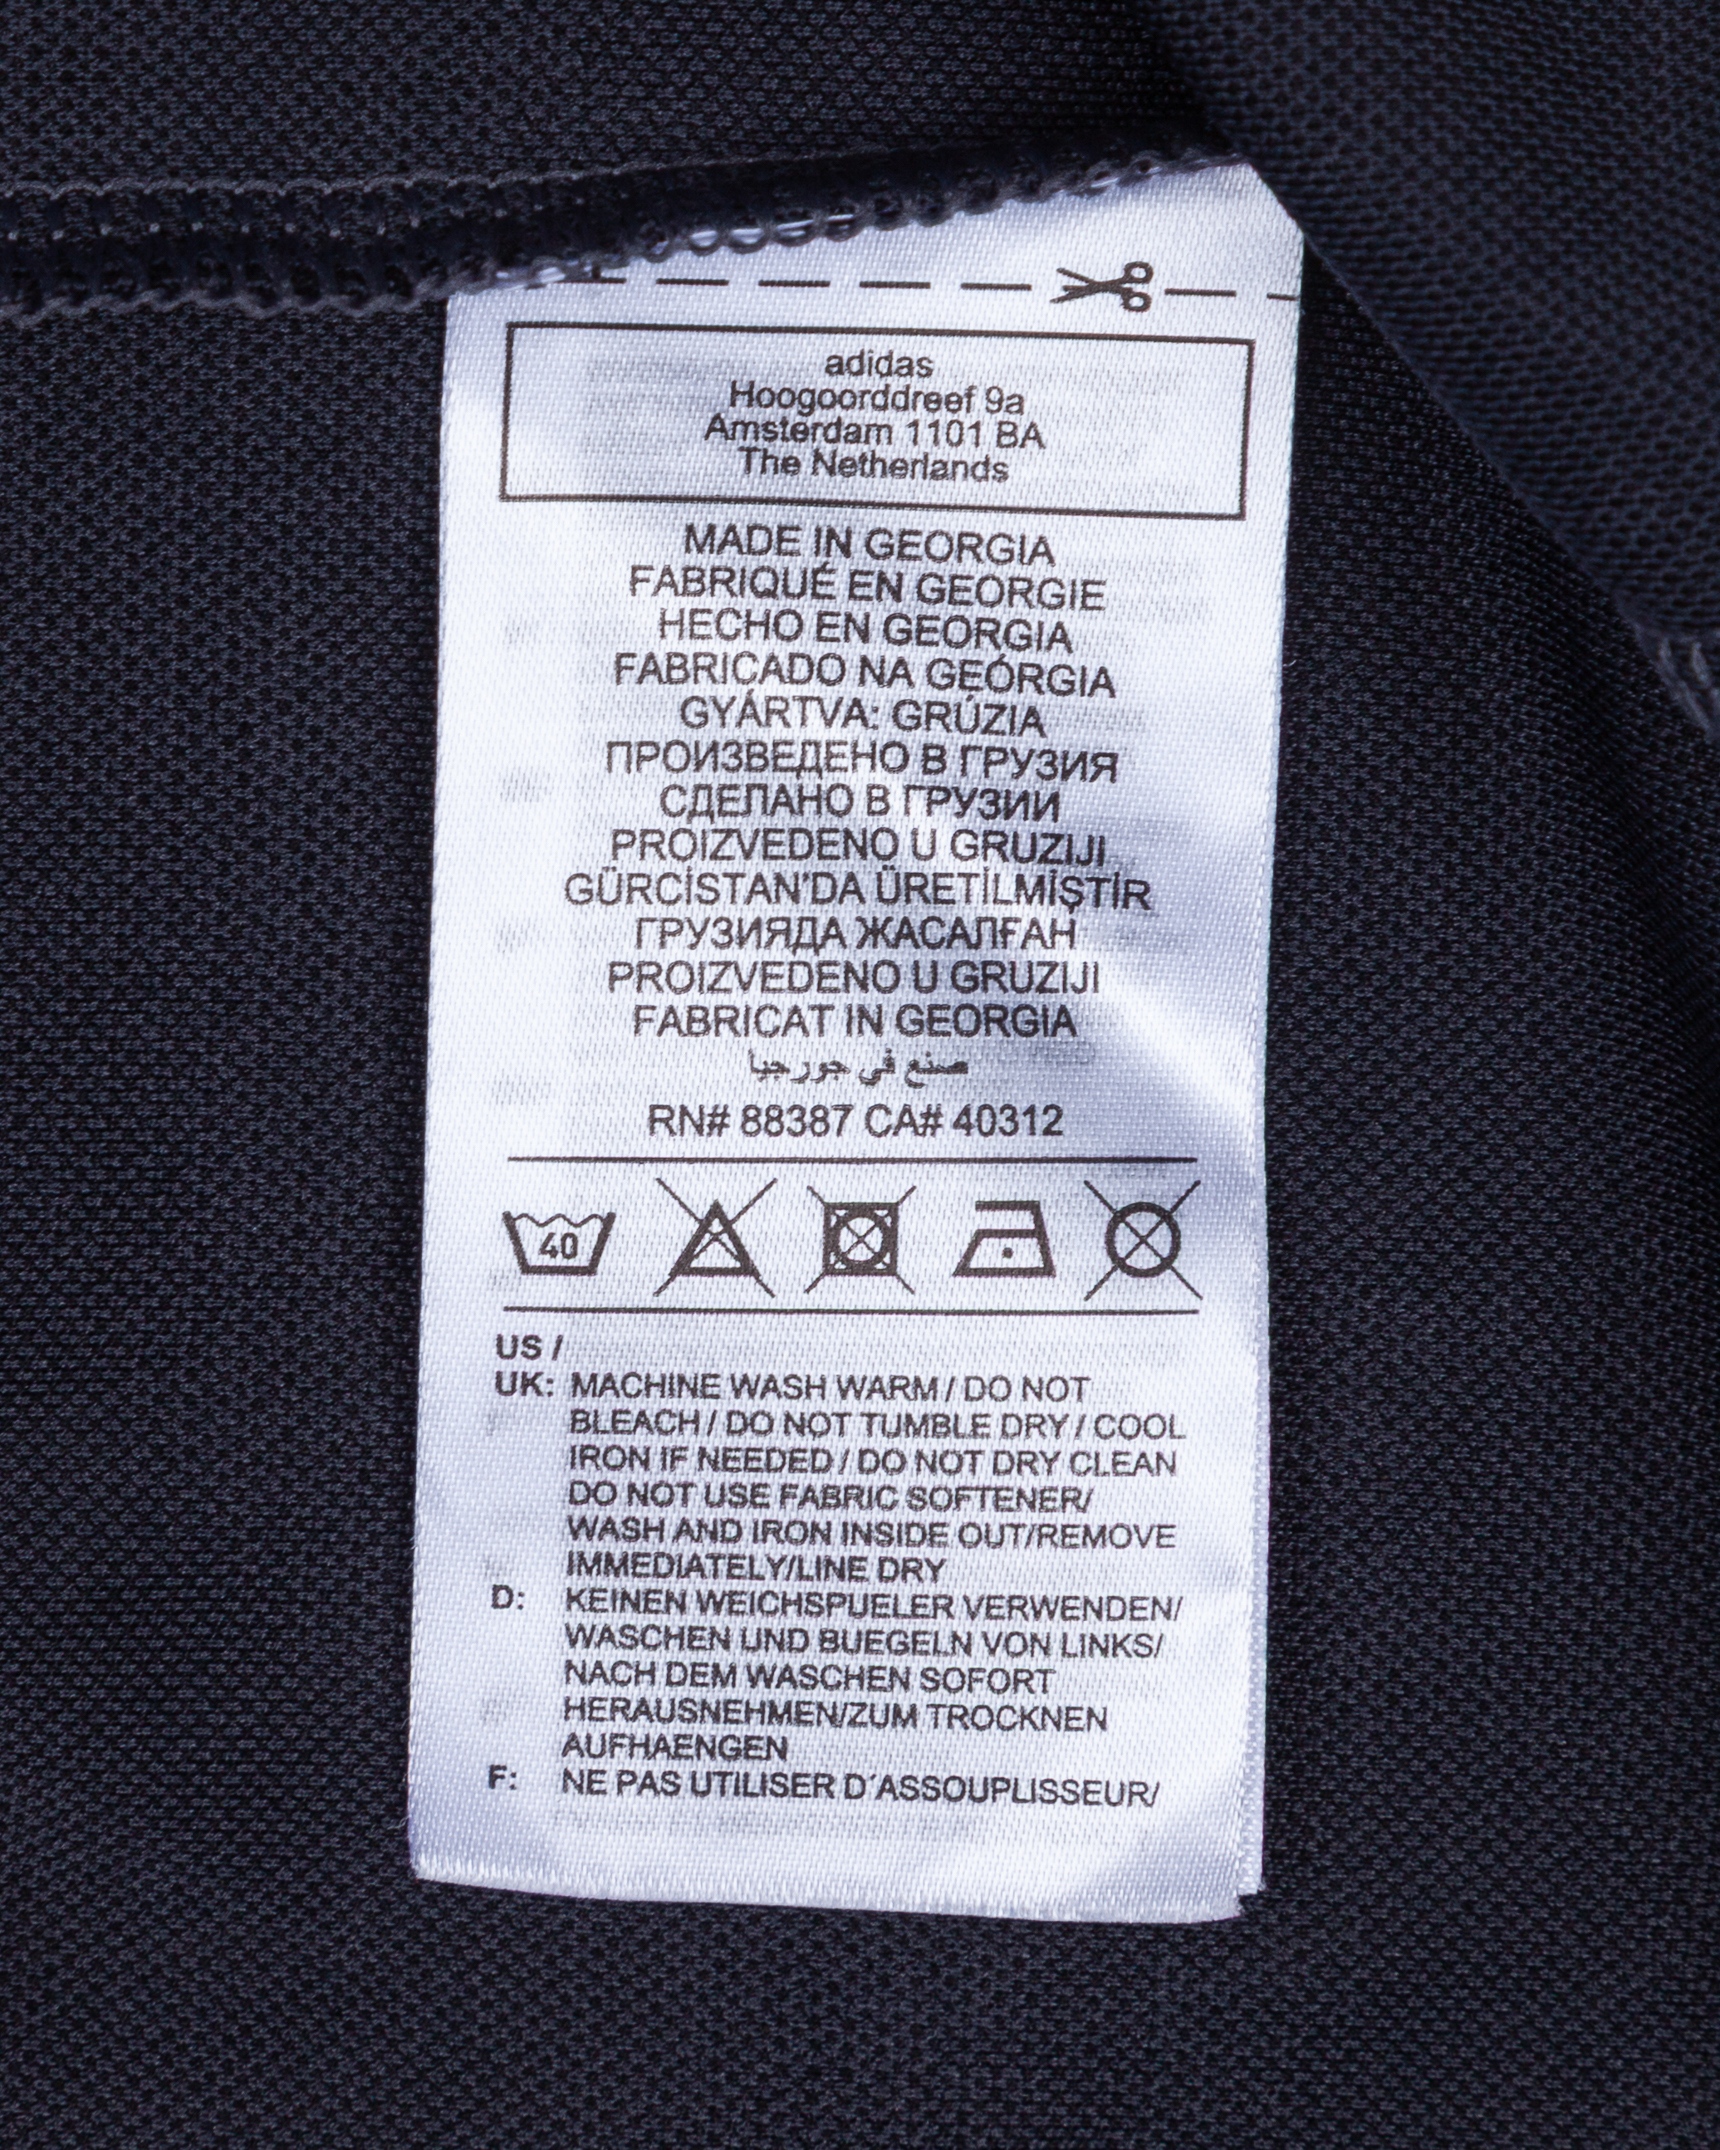 adidas
Hoogoorddreef 9a
Amsterdam 1101 BA
The Netherlands
MADE IN GEORGIA
FABRIQUÉ EN GEORGIE
HECHO EN GEORGIA
FABRICADO NA GEÓRGIA
GYÁRTVA: GRÚZIA
ПРОИЗВЕДЕНО В ГРУЗИЯ
СДЕЛАНО В ГРУЗИИ
PROIZVEDENO U GRUZIJI
GÜRCİSTAN'DA ÜRETİLMİŞTİR
ГРУЗИЯДА ЖАСАЛҒАН
PROIZVEDENO U GRUZIJI
FABRICAT IN GEORGIA
صنع في جورجيا
RN# 88387 CA# 40312
40
US /
UK: MACHINE WASH WARM / DO NOT
BLEACH / DO NOT TUMBLE DRY / COOL
IRON IF NEEDED / DO NOT DRY CLEAN
DO NOT USE FABRIC SOFTENER/
WASH AND IRON INSIDE OUT/REMOVE
IMMEDIATELY/LINE DRY
D: KEINEN WEICHSPUELER VERWENDEN/
WASCHEN UND BUEGELN VON LINKS/
NACH DEM WASCHEN SOFORT
HERAUSNEHMEN/ZUM TROCKNEN
AUFHAENGEN
F: NE PAS UTILISER D´ASSOUPLISSEUR/